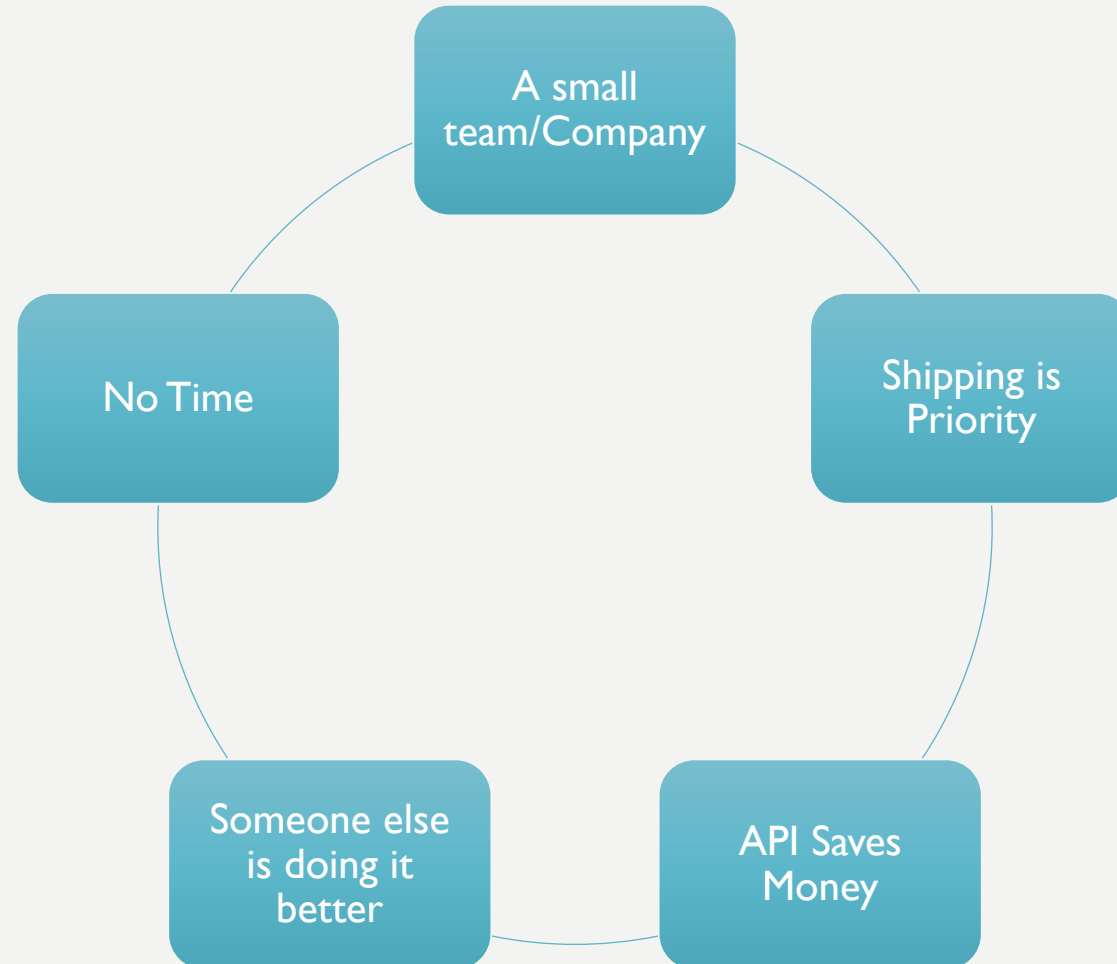 A small
team/Company
No Time
Shipping is
Priority
Someone else
is doing it
better
API Saves
Money